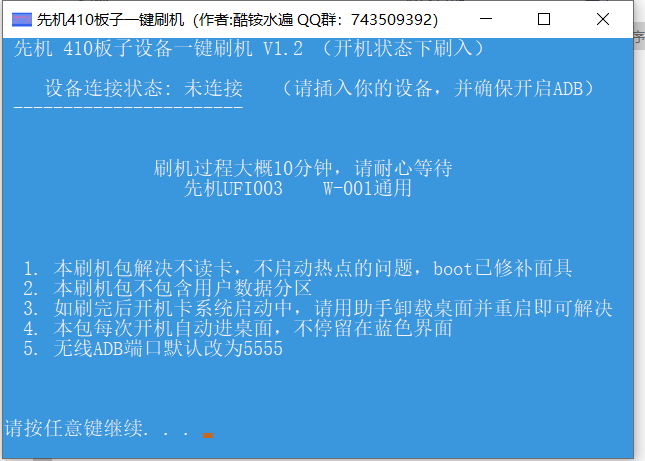 先机410板子一键刷机（作者:酷铵水遍 QQ群：743509392）
先机 410板子设备一键刷机 V1.2 （开机状态下刷入）
设备连接状态: 未连接 （请插入你的设备，并确保开启ADB）
-----------------------
刷机过程大概10分钟，请耐心等待
先机UFI003 W-001通用
1. 本刷机包解决不读卡，不启动热点的问题，boot已修补面具
2. 本刷机包不包含用户数据分区
3. 如刷完后开机卡系统启动中，请用助手卸载桌面并重启即可解决
4. 本包每次开机自动进桌面，不停留在蓝色界面
5. 无线ADB端口默认改为5555
请按任意键继续. . .
序